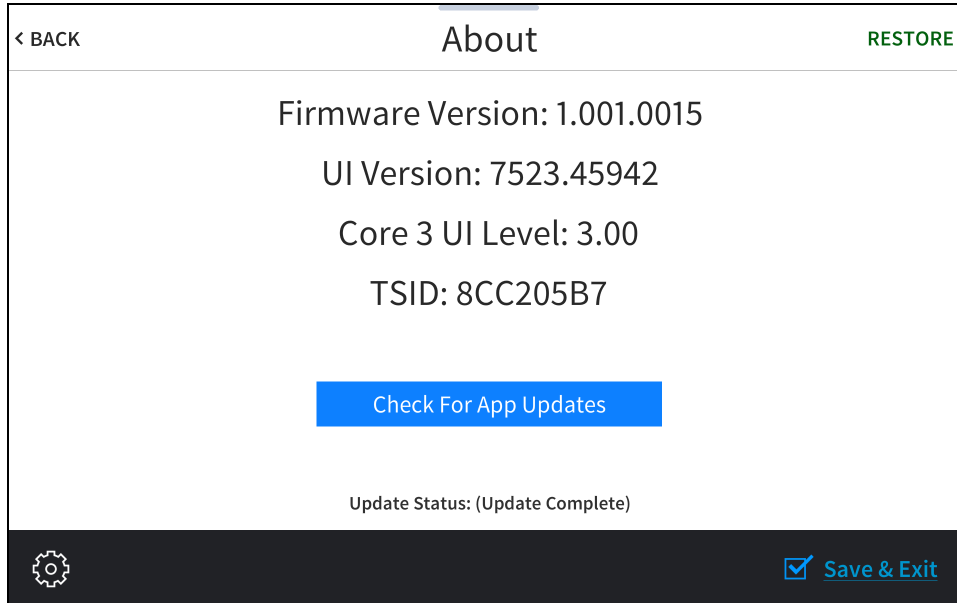 < BACK About RESTORE
Firmware Version: 1.001.0015
UI Version: 7523.45942
Core 3 UI Level: 3.00
TSID: 8CC205B7
Check For App Updates
Update Status: (Update Complete)
Save & Exit